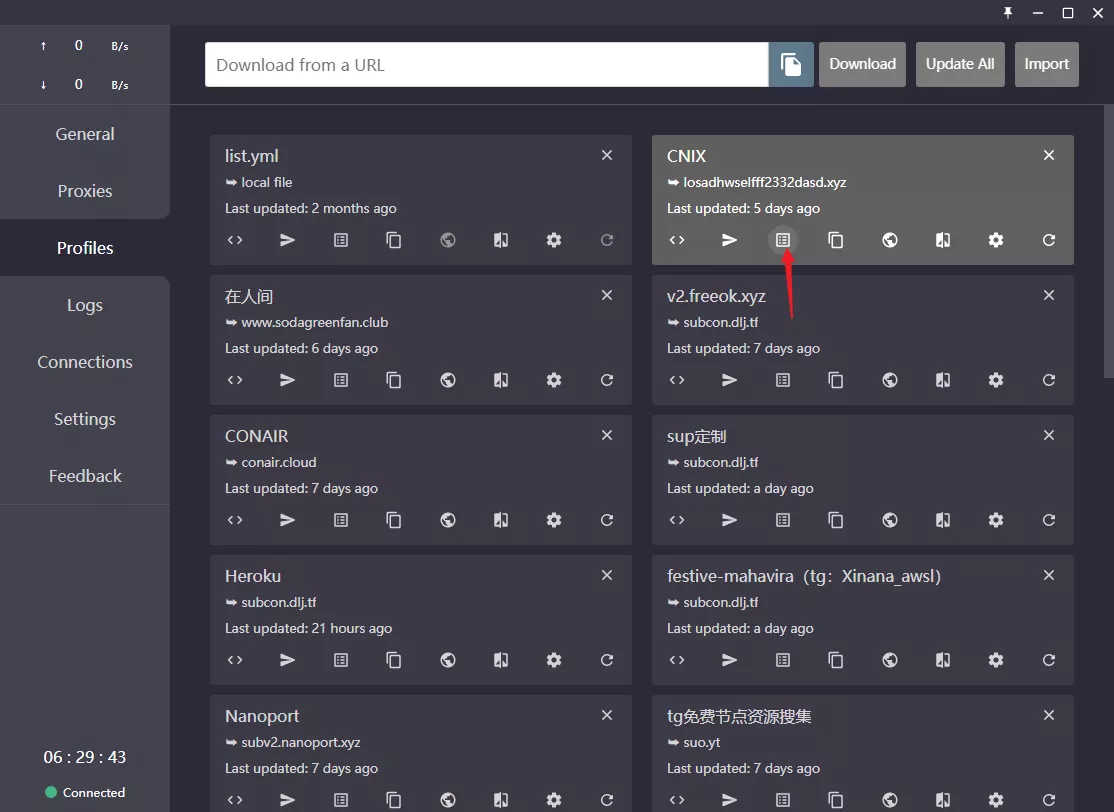 ↑ 0 B/s
↓ 0 B/s
General
Proxies
Profiles
Logs
Connections
Settings
Feedback
06 : 29 : 43
Connected
Download from a URL
Download
Update All
Import
list.yml
local file
Last updated: 2 months ago
CNIX
losadhwselfff2332dasd.xyz
Last updated: 5 days ago
在人间
www.sodagreenfan.club
Last updated: 6 days ago
v2.freeok.xyz
subcon.dlj.tf
Last updated: 7 days ago
CONAIR
conair.cloud
Last updated: 7 days ago
sup定制
subcon.dlj.tf
Last updated: a day ago
Heroku
subcon.dlj.tf
Last updated: 21 hours ago
festive-mahavira（tg：Xinana_awsl）
subcon.dlj.tf
Last updated: a day ago
Nanoport
subv2.nanoport.xyz
Last updated: 7 days ago
tg免费节点资源搜集
suo.yt
Last updated: 7 days ago